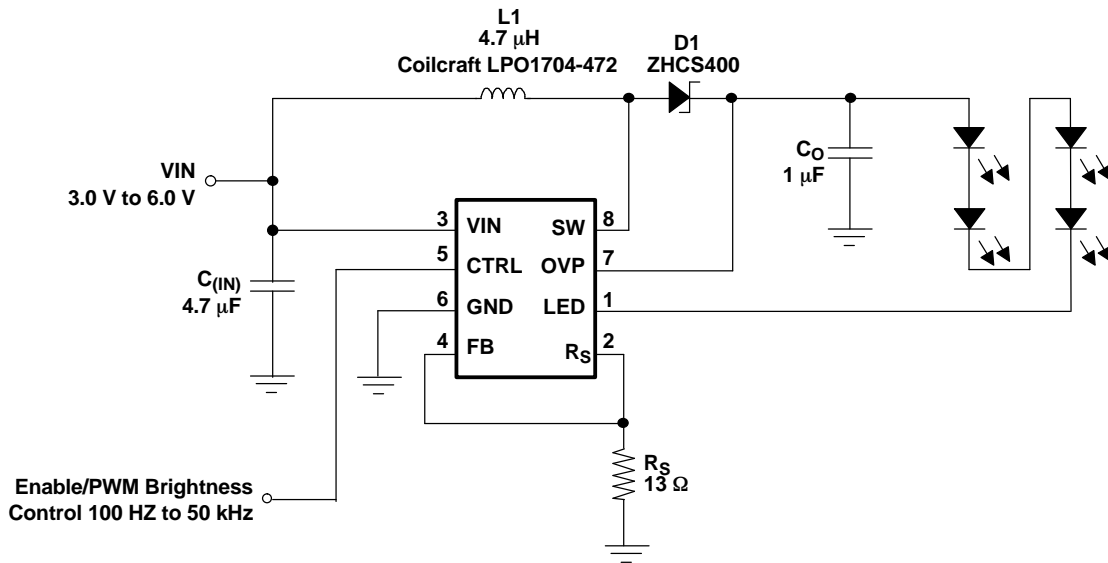 L1
4.7 μH
Coilcraft LPO1704-472
D1
ZHCS400
VIN
3.0 V to 6.0 V
C(IN)
4.7 μF
CO
1 μF
3 VIN SW 8
5 CTRL OVP 7
6 GND LED 1
4 FB RS 2
RS
13 Ω
Enable/PWM Brightness
Control 100 HZ to 50 kHz